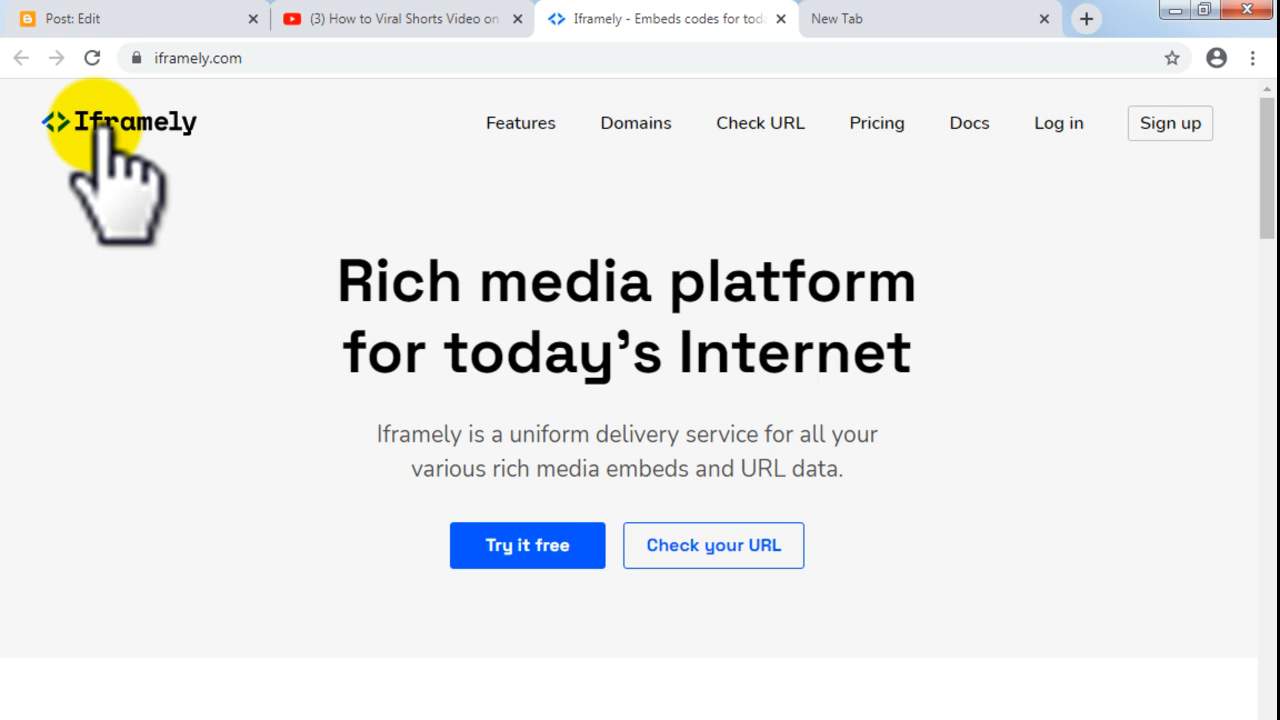 Post: Edit
(3) How to Viral Shorts Video on
Iframely - Embeds codes for toda
New Tab
iframely.com
Iframely
Features
Domains
Check URL
Pricing
Docs
Log in
Sign up
Rich media platform
for today's Internet
Iframely is a uniform delivery service for all your
various rich media embeds and URL data.
Try it free
Check your URL